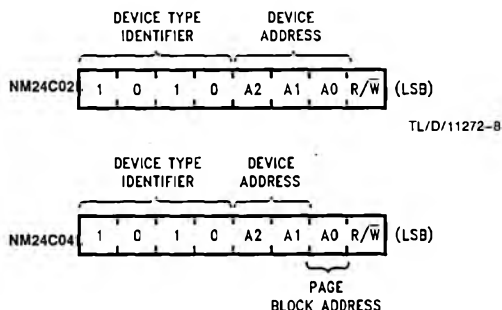 DEVICE TYPE DEVICE
IDENTIFIER ADDRESS
NM24C02 1 0 1 0 A2 A1 A0 R/W̅ (LSB)
TL/D/11272–8
DEVICE TYPE DEVICE
IDENTIFIER ADDRESS
NM24C04 1 0 1 0 A2 A1 A0 R/W̅ (LSB)
PAGE
BLOCK ADDRESS